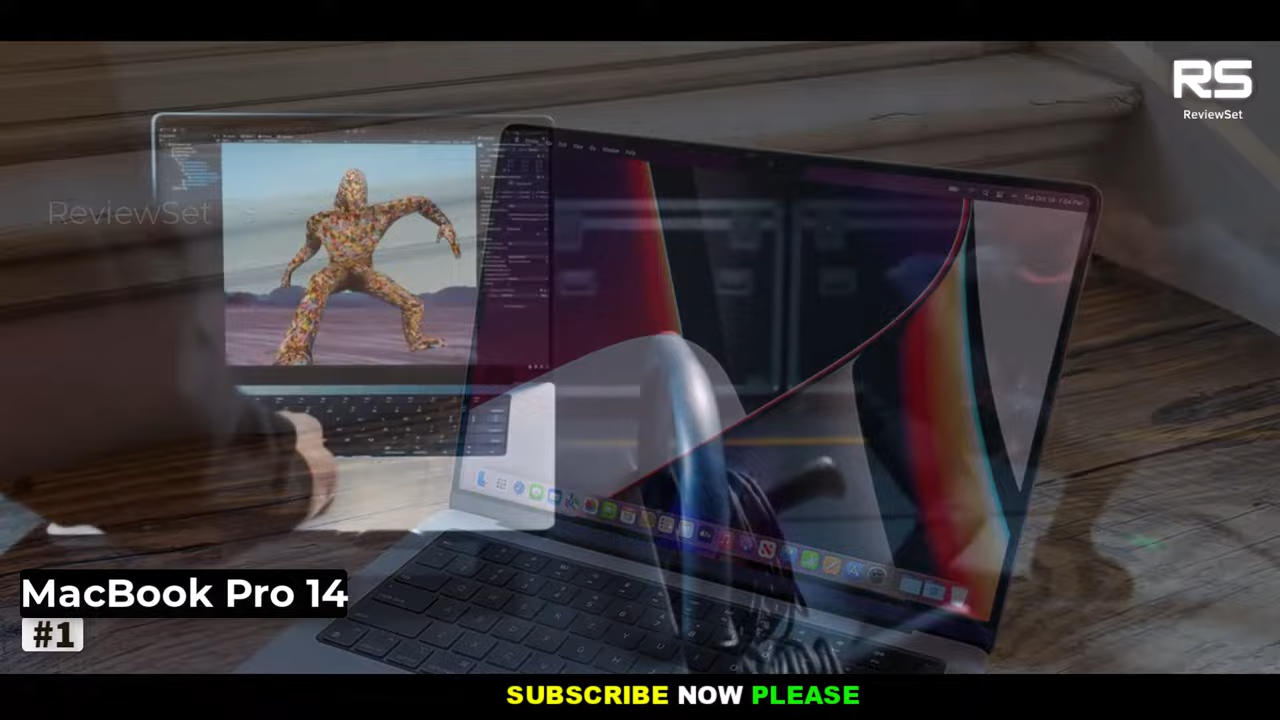 RS
ReviewSet
ReviewSet
MacBook Pro 14
#1
SUBSCRIBE NOW PLEASE